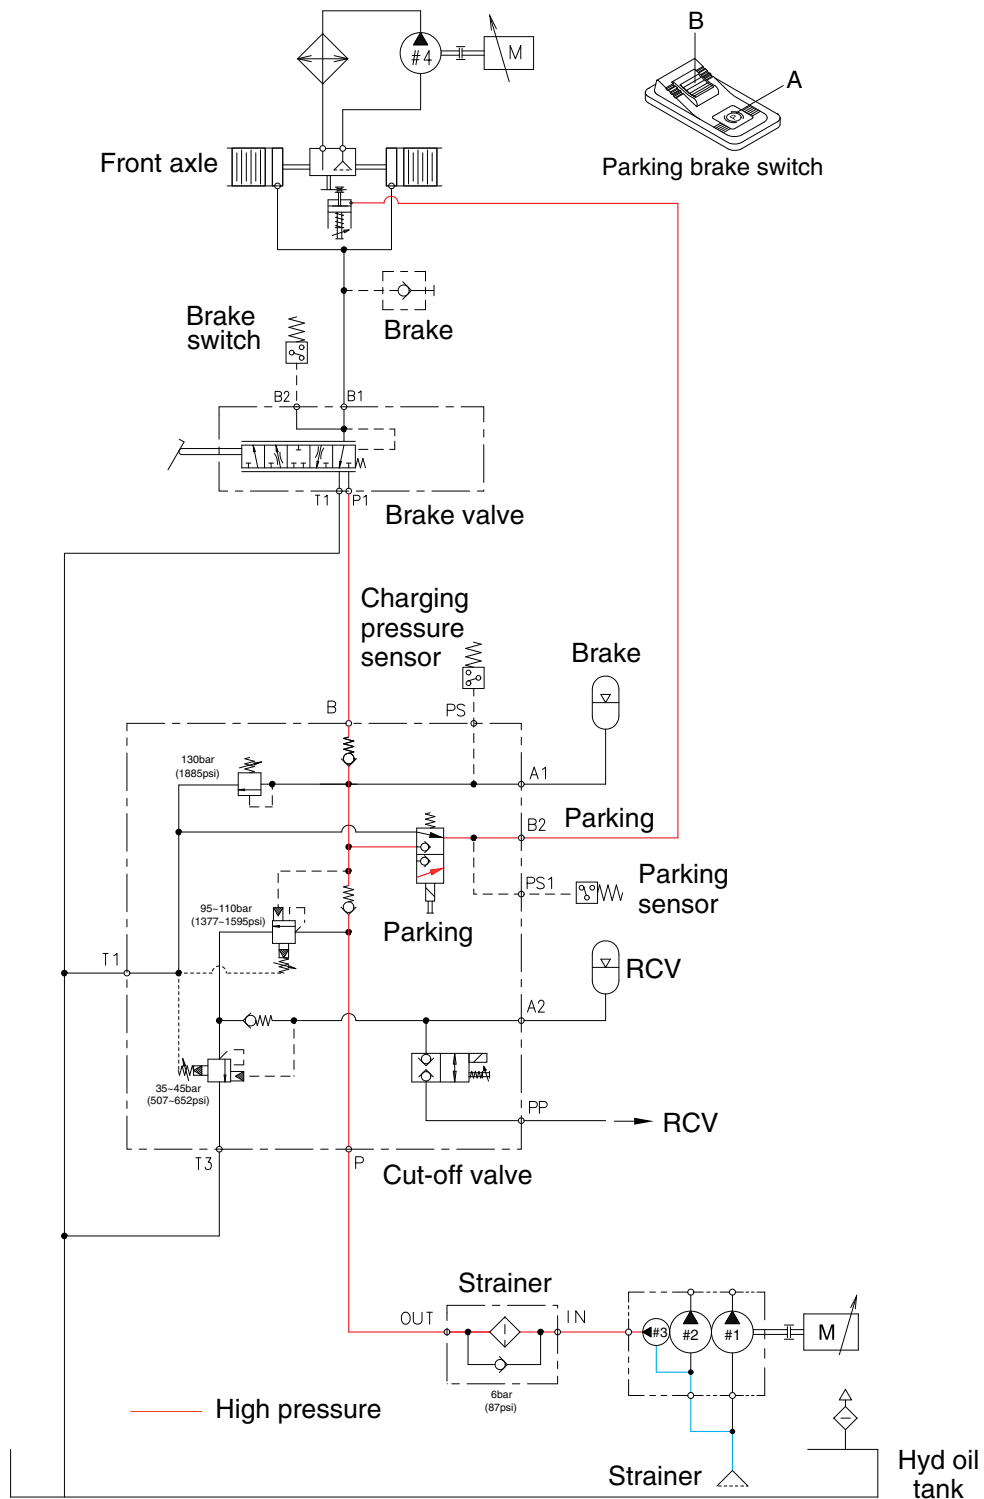 #4
M
B
A
Parking brake switch
Front axle
Brake
switch
Brake
B2
B1
T1
P1
Brake valve
Charging
pressure
sensor
Brake
B
PS
130bar
(1885psi)
A1
B2
Parking
PS1
Parking
sensor
95~110bar
(1377~1595psi)
Parking
T1
RCV
A2
35~45bar
(507~652psi)
PP
RCV
T3
P
Cut-off valve
Strainer
OUT
IN
#3
#2
#1
M
6bar
(87psi)
High pressure
Strainer
Hyd oil
tank
P